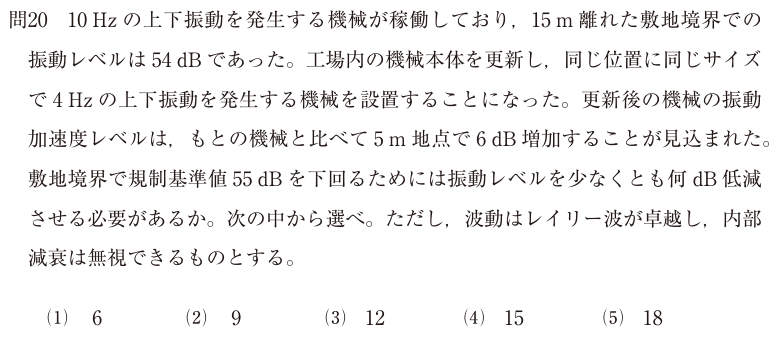 問20　10 Hz の上下振動を発生する機械が稼働しており，15 m 離れた敷地境界での
振動レベルは 54 dB であった。工場内の機械本体を更新し，同じ位置に同じサイズ
で 4 Hz の上下振動を発生する機械を設置することになった。更新後の機械の振動
加速度レベルは，もとの機械と比べて 5 m 地点で 6 dB 増加することが見込まれた。
敷地境界で規制基準値 55 dB を下回るためには振動レベルを少なくとも何 dB 低減
させる必要があるか。次の中から選べ。ただし，波動はレイリー波が卓越し，内部
減衰は無視できるものとする。
⑴　6　⑵　9　⑶　12　⑷　15　⑸　18